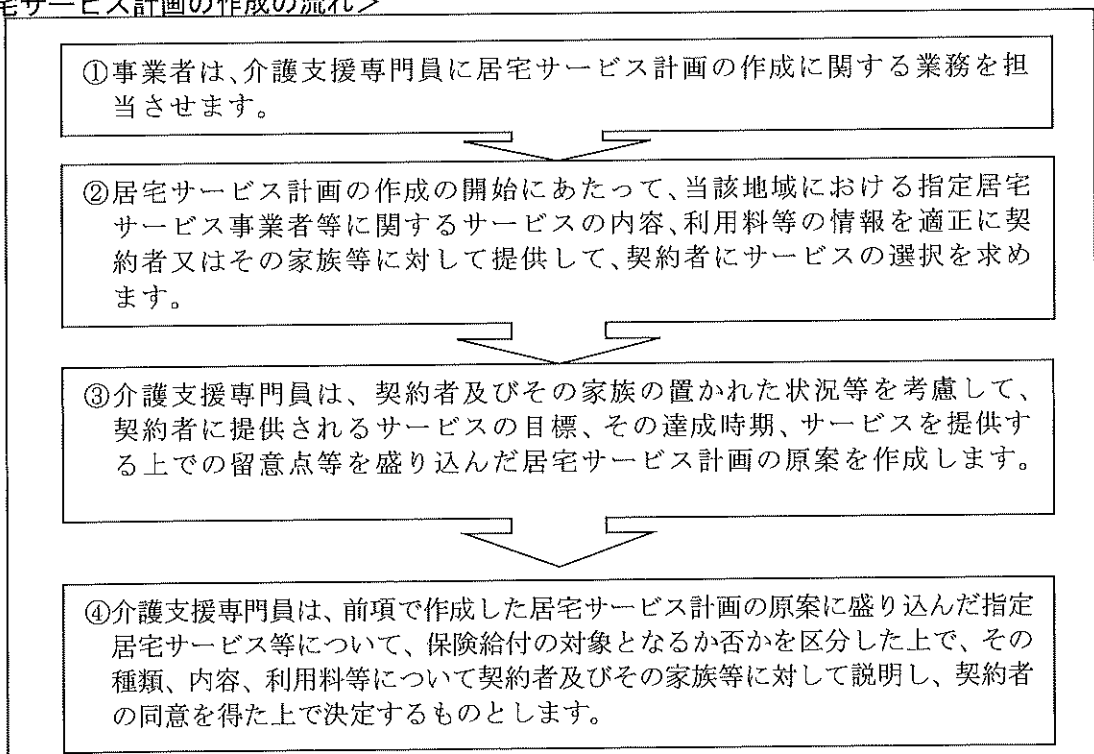 宅サービス計画の作成の流れ＞
①事業者は、介護支援専門員に居宅サービス計画の作成に関する業務を担
当させます。
②居宅サービス計画の作成の開始にあたって、当該地域における指定居宅
サービス事業者等に関するサービスの内容、利用料等の情報を適正に契
約者又はその家族等に対して提供して、契約者にサービスの選択を求め
ます。
③介護支援専門員は、契約者及びその家族の置かれた状況等を考慮して、
契約者に提供されるサービスの目標、その達成時期、サービスを提供す
る上での留意点等を盛り込んだ居宅サービス計画の原案を作成します。
④介護支援専門員は、前項で作成した居宅サービス計画の原案に盛り込んだ指定
居宅サービス等について、保険給付の対象となるか否かを区分した上で、その
種類、内容、利用料等について契約者及びその家族等に対して説明し、契約者
の同意を得た上で決定するものとします。